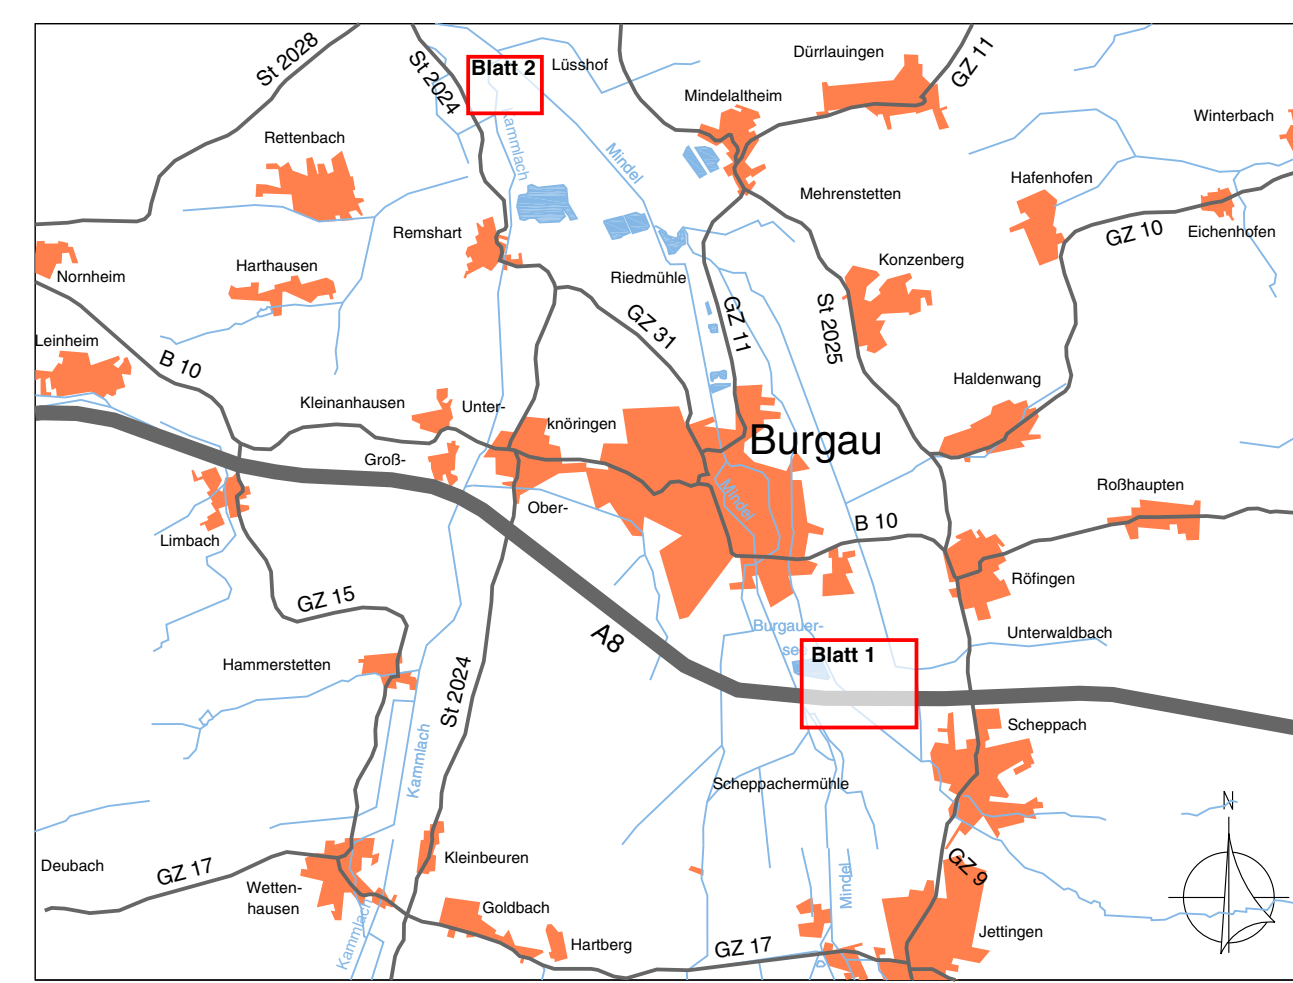 St 2028
St 2024
Blatt 2
Lüsshof
Dürrlauingen
GZ 11
Mindelaltheim
Winterbach
Rettenbach
Kammlach
Mindel
Mehrenstetten
Hafenhofen
Remshart
GZ 10
Eichenhofen
Nornheim
Harthausen
Riedmühle
Konzenberg
Leinheim
B 10
GZ 31
GZ 11
St 2025
Haldenwang
Kleinanhausen
Unter-
knöringen
Burgau
Groß-
Ober-
Mindel
B 10
Roßhaupten
Limbach
Röfingen
GZ 15
A8
Burgauer-
see
Unterwaldbach
Blatt 1
Hammerstetten
St 2024
Kammlach
Scheppach
Scheppachermühle
N
Deubach
GZ 17
Kleinbeuren
Wetten-
hausen
Goldbach
Mindel
GZ 9
Kammlach
Hartberg
GZ 17
Jettingen